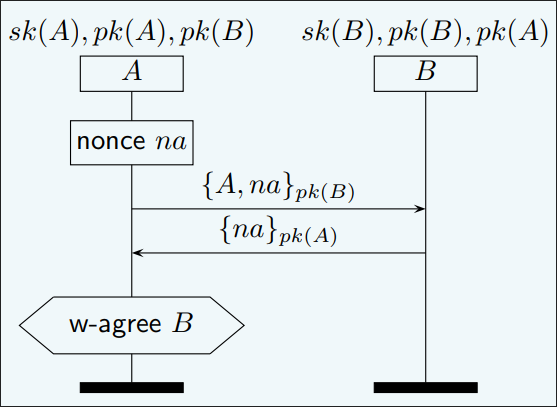 sk(A), pk(A), pk(B) sk(B), pk(B), pk(A)
A B
nonce na
{A, na}pk(B)
{na}pk(A)
w-agree B